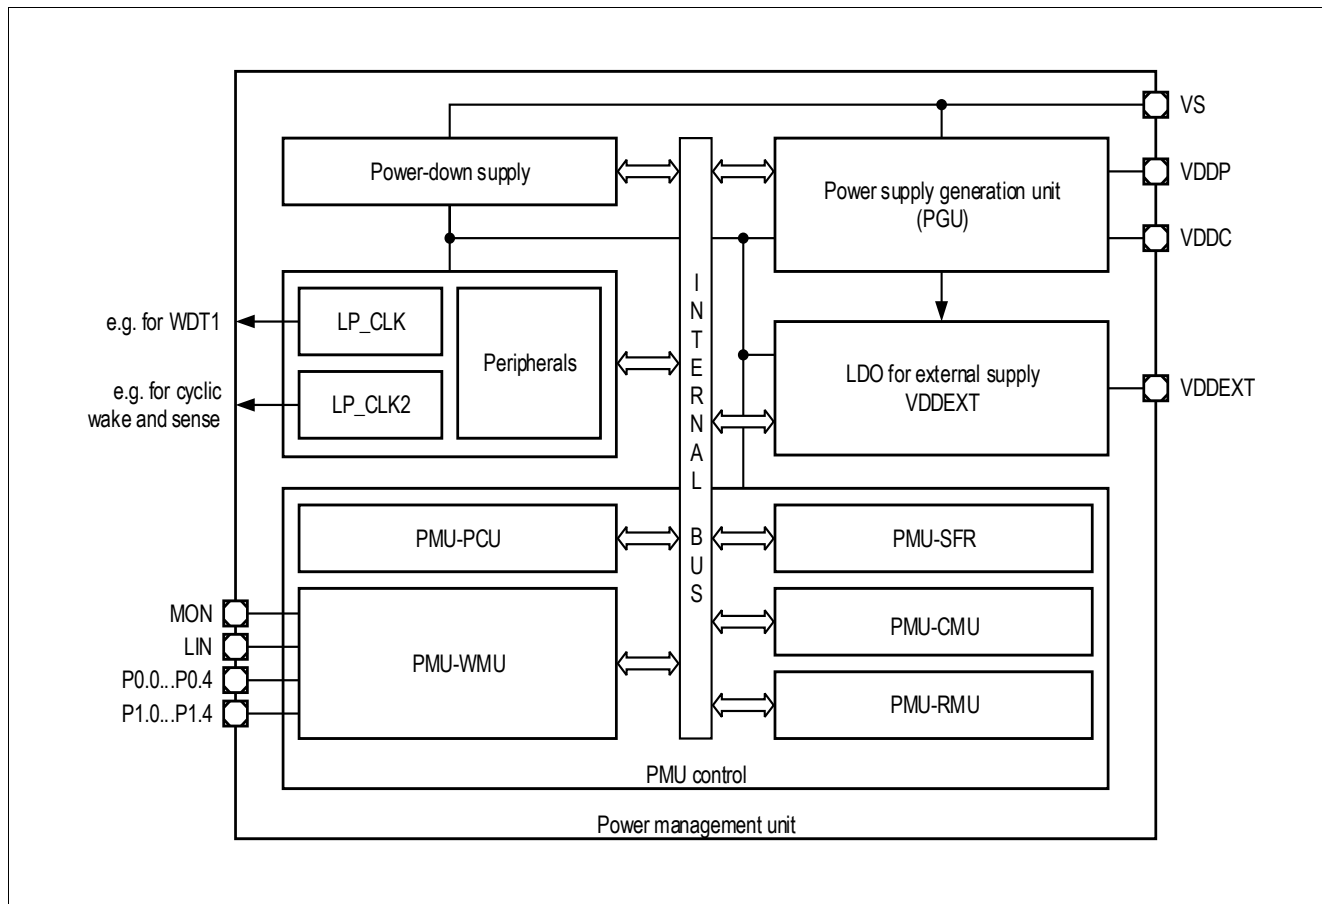 VS
Power-down supply
Power supply generation unit
(PGU)
VDDP
VDDC
e.g. for WDT1
LP_CLK
Peripherals
e.g. for cyclic
wake and sense
LP_CLK2
INTERNAL BUS
LDO for external supply
VDDEXT
VDDEXT
PMU-PCU
PMU-SFR
MON
LIN
P0.0...P0.4
P1.0...P1.4
PMU-WMU
PMU-CMU
PMU-RMU
PMU control
Power management unit